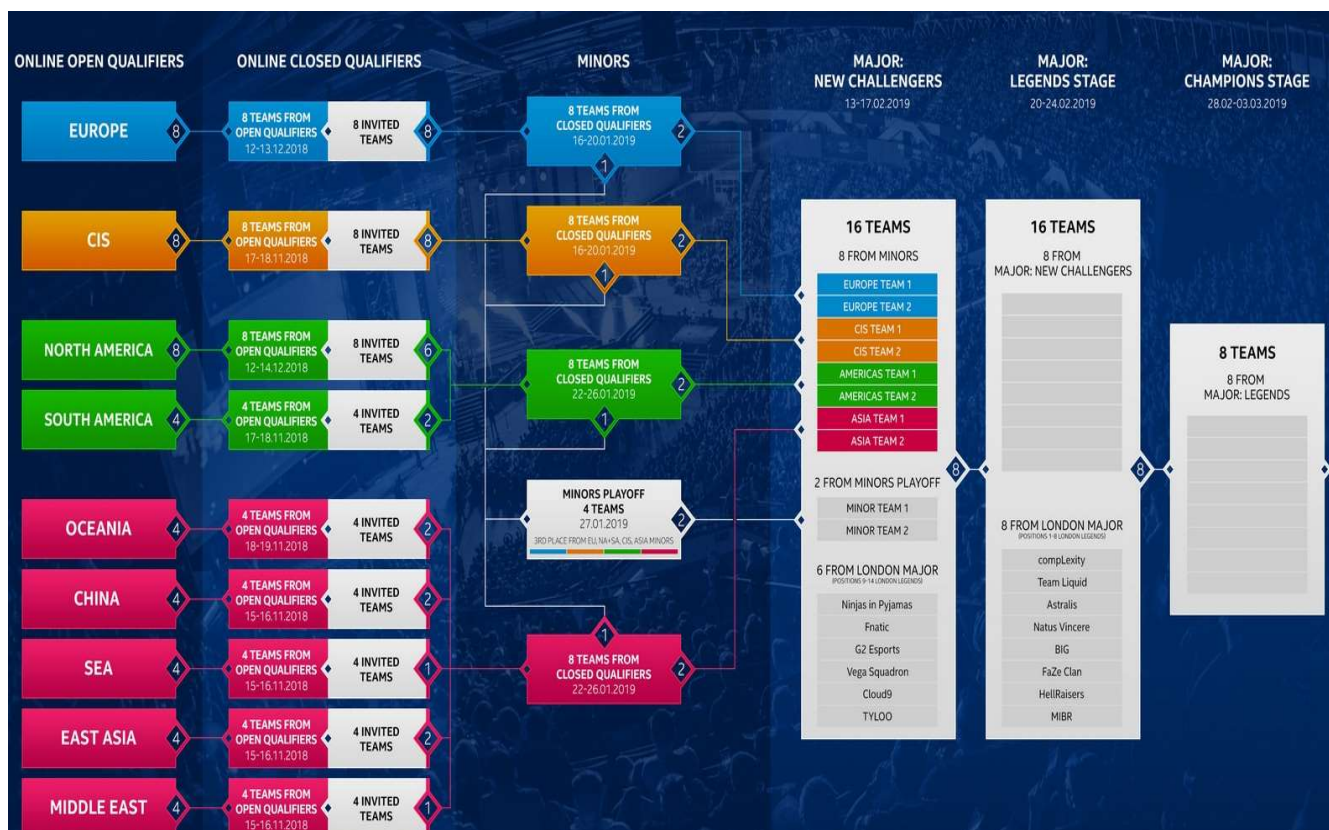 ONLINE OPEN QUALIFIERS
EUROPE 8
CIS 8
NORTH AMERICA 8
SOUTH AMERICA 4
OCEANIA 4
CHINA 4
SEA 4
EAST ASIA 4
MIDDLE EAST 4
ONLINE CLOSED QUALIFIERS
8 TEAMS FROM
OPEN QUALIFIERS
12-13.12.2018
8 INVITED
TEAMS
8
8 TEAMS FROM
OPEN QUALIFIERS
17-18.11.2018
8 INVITED
TEAMS
8
8 TEAMS FROM
OPEN QUALIFIERS
12-14.12.2018
8 INVITED
TEAMS
6
4 TEAMS FROM
OPEN QUALIFIERS
17-18.11.2018
4 INVITED
TEAMS
2
4 TEAMS FROM
OPEN QUALIFIERS
18-19.11.2018
4 INVITED
TEAMS
2
4 TEAMS FROM
OPEN QUALIFIERS
15-16.11.2018
4 INVITED
TEAMS
2
4 TEAMS FROM
OPEN QUALIFIERS
15-16.11.2018
4 INVITED
TEAMS
1
4 TEAMS FROM
OPEN QUALIFIERS
15-16.11.2018
4 INVITED
TEAMS
2
4 TEAMS FROM
OPEN QUALIFIERS
15-16.11.2018
4 INVITED
TEAMS
1
MINORS
8 TEAMS FROM
CLOSED QUALIFIERS
16-20.01.2019
2
1
8 TEAMS FROM
CLOSED QUALIFIERS
16-20.01.2019
2
1
8 TEAMS FROM
CLOSED QUALIFIERS
22-26.01.2019
2
1
MINORS PLAYOFF
4 TEAMS
27.01.2019
3RD PLACE FROM EU, NA+SA, CIS, ASIA MINORS
2
1
8 TEAMS FROM
CLOSED QUALIFIERS
22-26.01.2019
2
MAJOR:
NEW CHALLENGERS
13-17.02.2019
16 TEAMS
8 FROM MINORS
EUROPE TEAM 1
EUROPE TEAM 2
CIS TEAM 1
CIS TEAM 2
AMERICAS TEAM 1
AMERICAS TEAM 2
ASIA TEAM 1
ASIA TEAM 2
2 FROM MINORS PLAYOFF
MINOR TEAM 1
MINOR TEAM 2
6 FROM LONDON MAJOR
(POSITIONS 9-14 LONDON LEGENDS)
Ninjas in Pyjamas
Fnatic
G2 Esports
Vega Squadron
Cloud9
TYLOO
8
MAJOR:
LEGENDS STAGE
20-24.02.2019
16 TEAMS
8 FROM
MAJOR: NEW CHALLENGERS
8 FROM LONDON MAJOR
(POSITIONS 1-8 LONDON LEGENDS)
compLexity
Team Liquid
Astralis
Natus Vincere
BIG
FaZe Clan
HellRaisers
MIBR
8
MAJOR:
CHAMPIONS STAGE
28.02-03.03.2019
8 TEAMS
8 FROM
MAJOR: LEGENDS